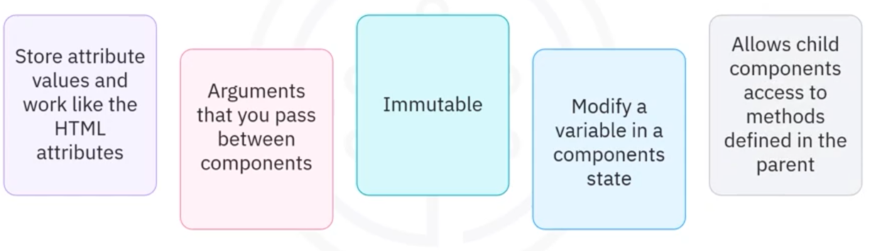 Store attribute
values and
work like the
HTML
attributes
Arguments
that you pass
between
components
Immutable
Modify a
variable in a
components
state
Allows child
components
access to
methods
defined in the
parent